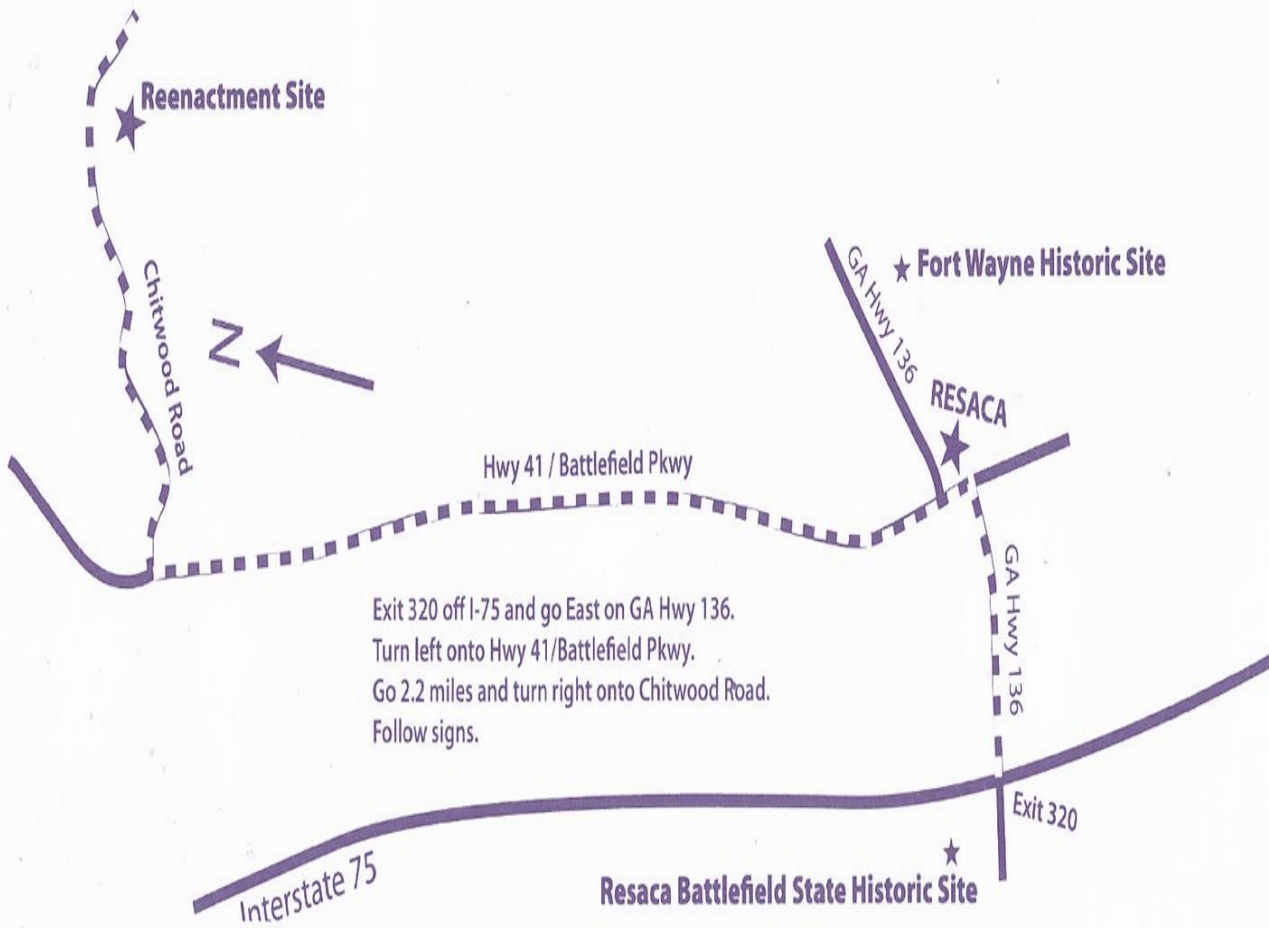 Reenactment Site
Chitwood Road
N
GA Hwy 136
Fort Wayne Historic Site
RESACA
Hwy 41 / Battlefield Pkwy
GA Hwy 136
Exit 320 off I-75 and go East on GA Hwy 136.
Turn left onto Hwy 41/Battlefield Pkwy.
Go 2.2 miles and turn right onto Chitwood Road.
Follow signs.
Exit 320
Interstate 75
Resaca Battlefield State Historic Site